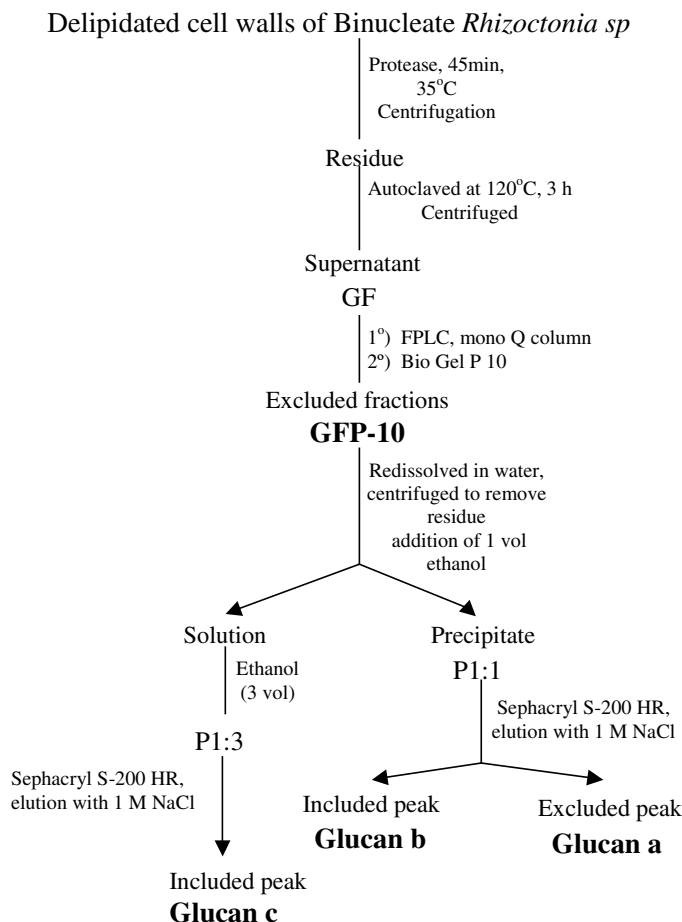 Delipidated cell walls of Binucleate Rhizoctonia sp
Protease, 45min,
35°C
Centrifugation
Residue
Autoclaved at 120°C, 3 h
Centrifuged
Supernatant
GF
1°) FPLC, mono Q column
2º) Bio Gel P 10
Excluded fractions
GFP-10
Redissolved in water,
centrifuged to remove
residue
addition of 1 vol
ethanol
Solution
Ethanol
(3 vol)
P1:3
Sephacryl S-200 HR,
elution with 1 M NaCl
Included peak
Glucan c
Precipitate
P1:1
Sephacryl S-200 HR,
elution with 1 M NaCl
Included peak
Glucan b
Excluded peak
Glucan a